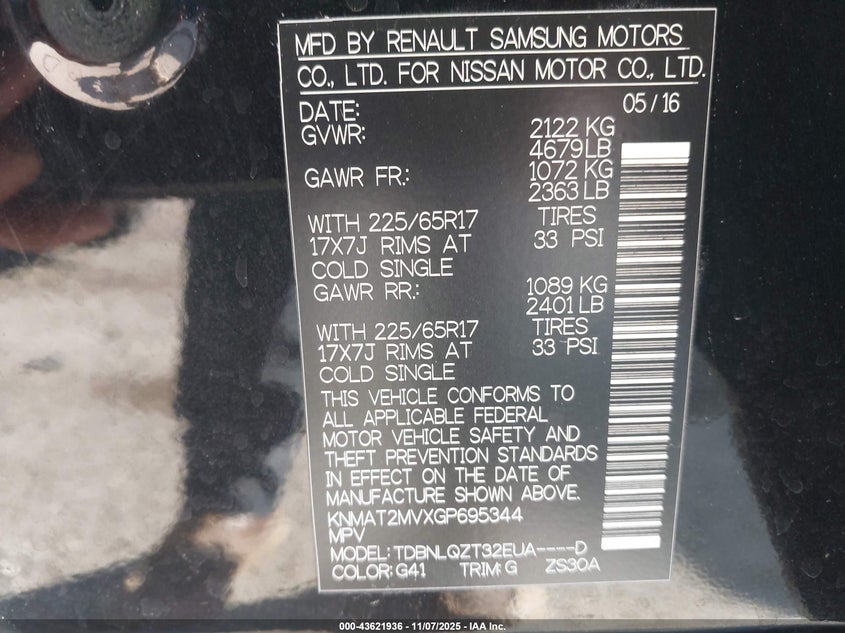 MFD BY RENAULT SAMSUNG MOTORS
CO., LTD. FOR NISSAN MOTOR CO., LTD.
DATE: 05/16
GVWR: 2122 KG
4679 LB
GAWR FR.: 1072 KG
2363 LB
WITH 225/65R17 TIRES
17X7J RIMS AT 33 PSI
COLD SINGLE
GAWR RR.: 1089 KG
2401 LB
WITH 225/65R17 TIRES
17X7J RIMS AT 33 PSI
COLD SINGLE
THIS VEHICLE CONFORMS TO
ALL APPLICABLE FEDERAL
MOTOR VEHICLE SAFETY AND
THEFT PREVENTION STANDARDS
IN EFFECT ON THE DATE OF
MANUFACTURE SHOWN ABOVE.
KNMAT2MVXGP695344
MPV
MODEL: TDBNLQZT32EUA----D
COLOR: G41 TRIM: G ZS30A
000-43621936 - 11/07/2025 - IAA Inc.